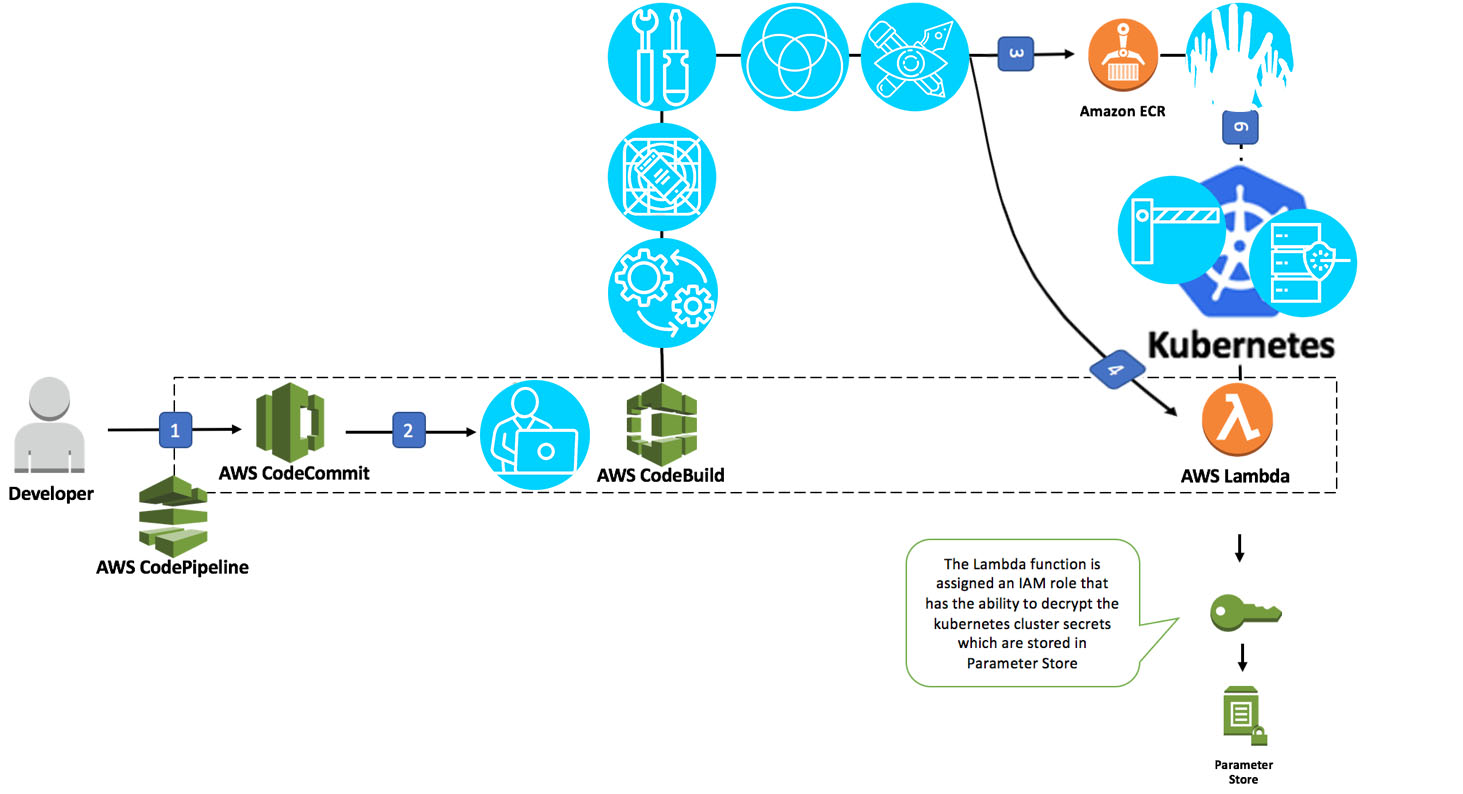 3
Amazon ECR
6
Kubernetes
4
1
2
AWS CodeCommit
AWS CodeBuild
AWS Lambda
Developer
AWS CodePipeline
The Lambda function is
assigned an IAM role that
has the ability to decrypt the
kubernetes cluster secrets
which are stored in
Parameter Store
Parameter
Store